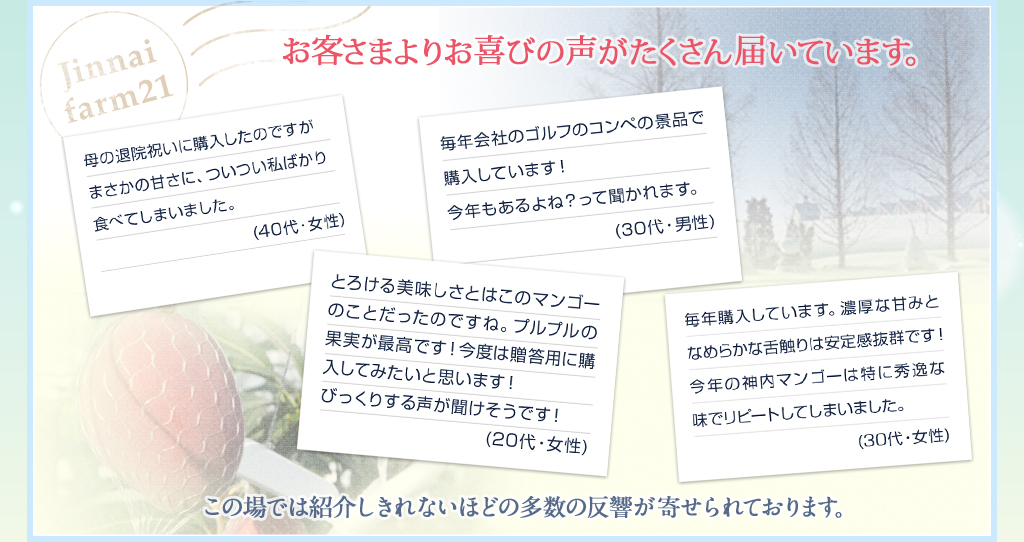 Jinnai
farm21
お客さまよりお喜びの声がたくさん届いています。
母の退院祝いに購入したのですが
まさかの甘さに、ついつい私ばかり
食べてしまいました。
(40代・女性)
毎年会社のゴルフのコンペの景品で
購入しています!
今年もあるよね?って聞かれます。
(30代・男性)
とろける美味しさとはこのマンゴー
のことだったのですね。プルプルの
果実が最高です!今度は贈答用に購
入してみたいと思います!
びっくりする声が聞けそうです!
(20代・女性)
毎年購入しています。濃厚な甘みと
なめらかな舌触りは安定感抜群です!
今年の神内マンゴーは特に秀逸な
味でリピートしてしまいました。
(30代・女性)
この場では紹介しきれないほどの多数の反響が寄せられております。